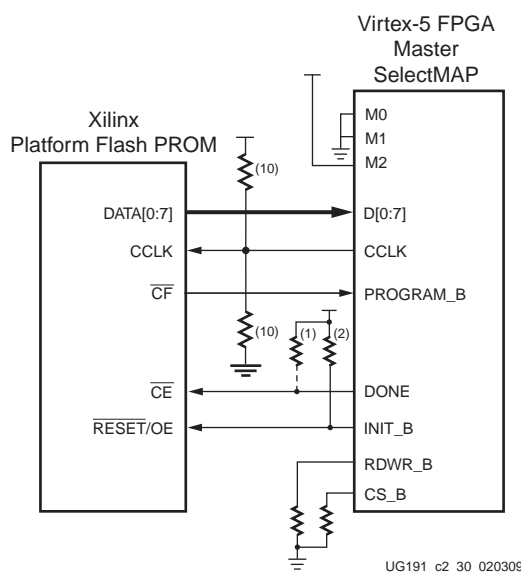 Virtex-5 FPGA
Master
SelectMAP
Xilinx
Platform Flash PROM
M0
M1
M2
(10)
DATA[0:7]
D[0:7]
CCLK
CCLK
CF
PROGRAM_B
(10)
(1)
(2)
CE
DONE
RESET/OE
INIT_B
RDWR_B
CS_B
UG191_c2_30_020309